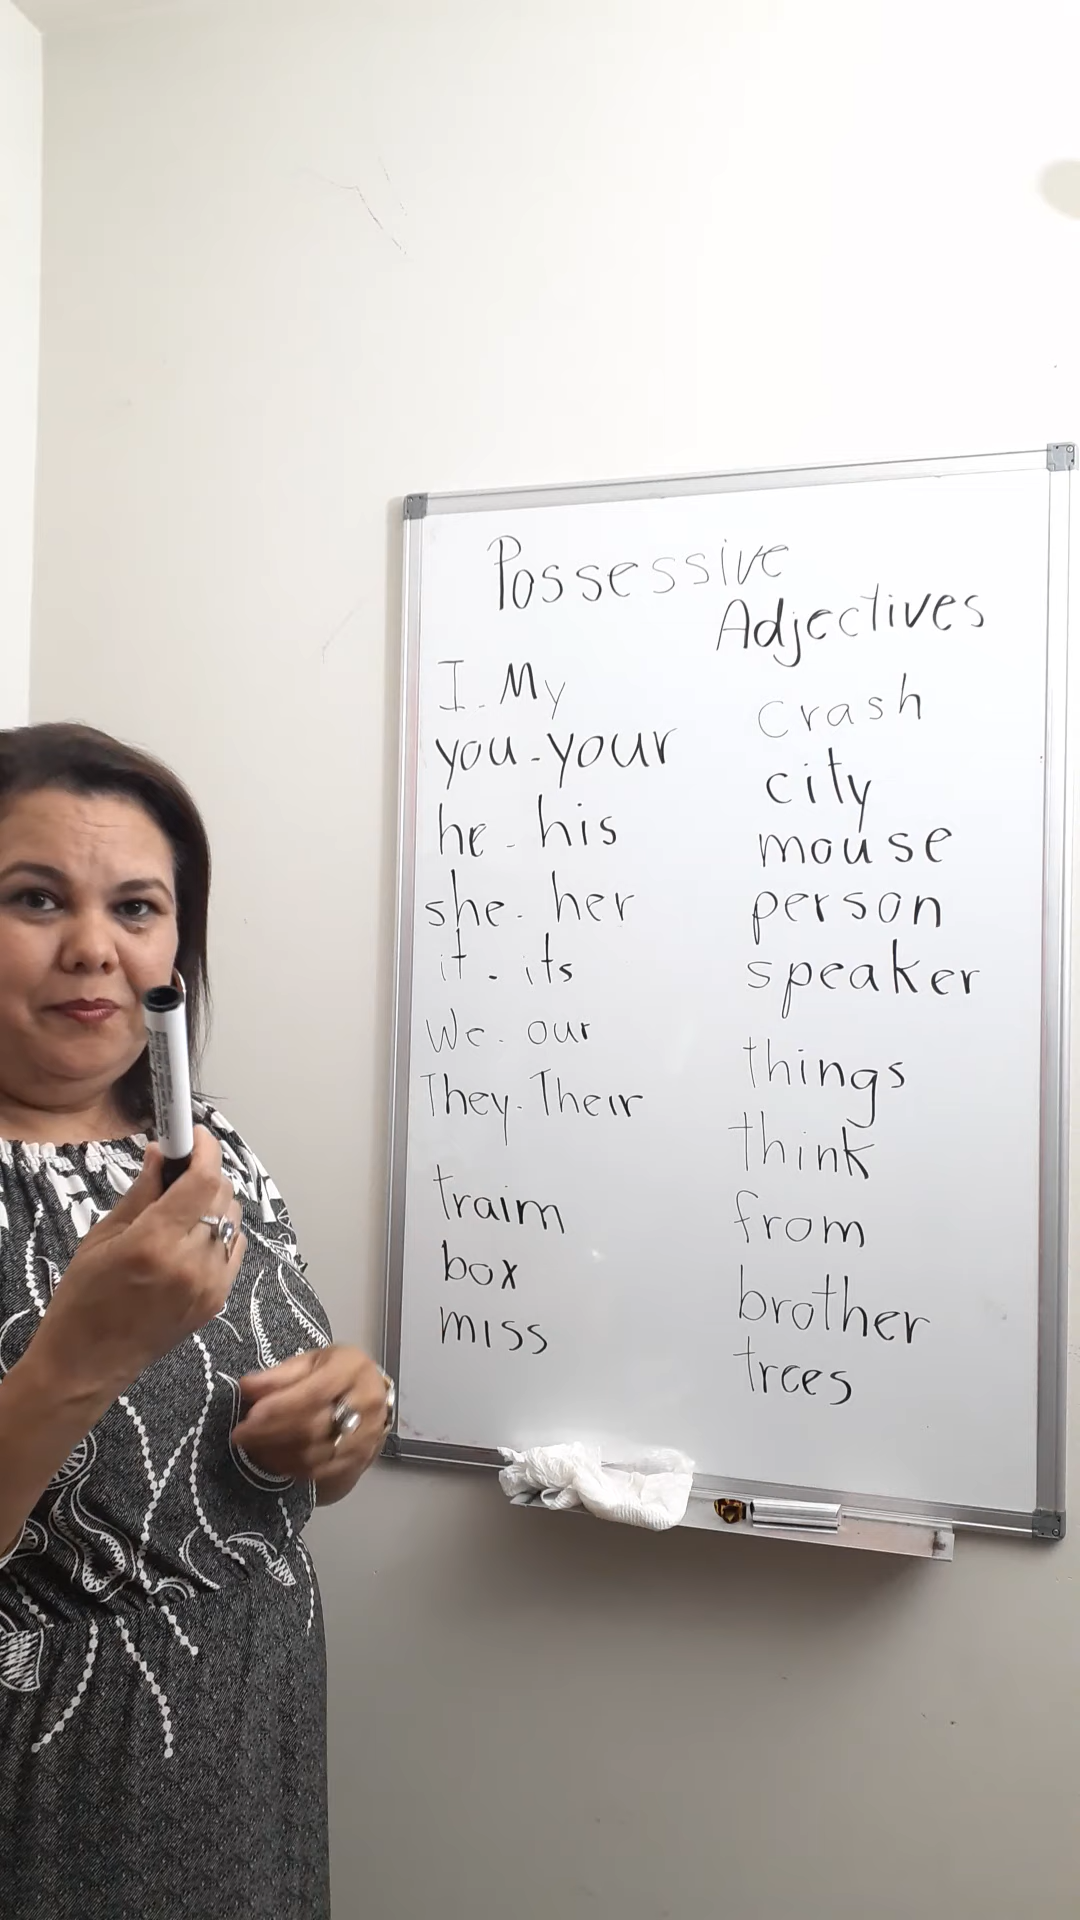 Possessive
Adjectives
I. My
you-your
he-his
she-her
it-its
We-our
They-Their
traim
box
miss
crash
city
mouse
person
speaker
things
think
from
brother
trees